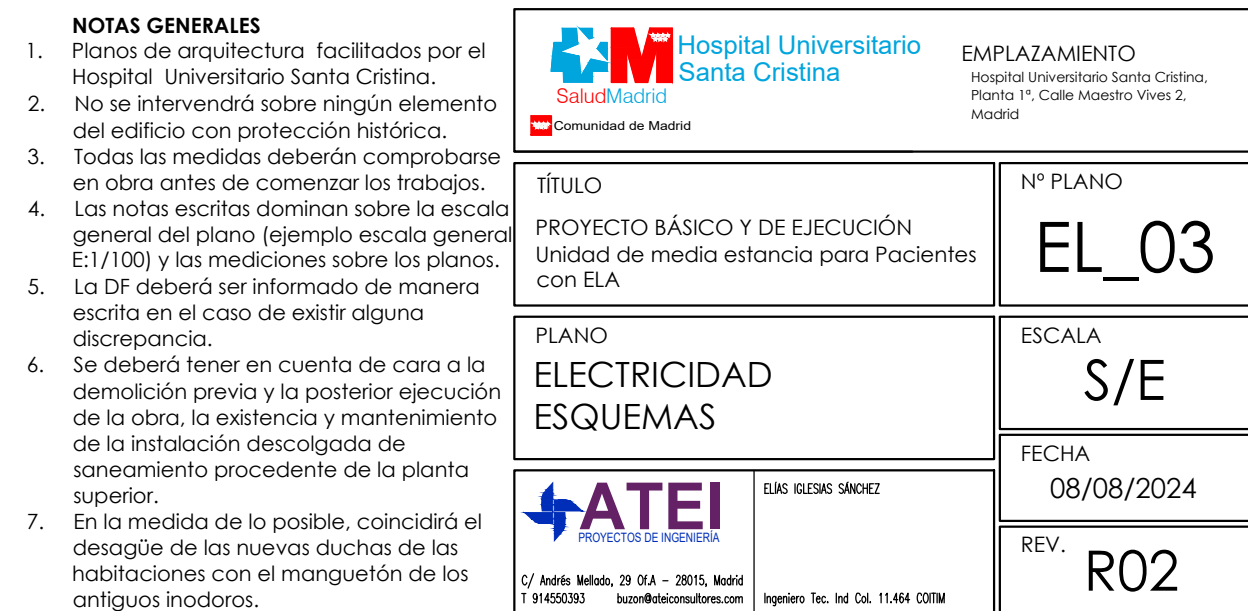 NOTAS GENERALES
1. Planos de arquitectura facilitados por el
Hospital Universitario Santa Cristina.
2. No se intervendrá sobre ningún elemento
del edificio con protección histórica.
3. Todas las medidas deberán comprobarse
en obra antes de comenzar los trabajos.
4. Las notas escritas dominan sobre la escala
general del plano (ejemplo escala general
E:1/100) y las mediciones sobre los planos.
5. La DF deberá ser informado de manera
escrita en el caso de existir alguna
discrepancia.
6. Se deberá tener en cuenta de cara a la
demolición previa y la posterior ejecución
de la obra, la existencia y mantenimiento
de la instalación descolgada de
saneamiento procedente de la planta
superior.
7. En la medida de lo posible, coincidirá el
desagüe de las nuevas duchas de las
habitaciones con el manguetón de los
antiguos inodoros.
Hospital Universitario
Santa Cristina
SaludMadrid
Comunidad de Madrid
EMPLAZAMIENTO
Hospital Universitario Santa Cristina,
Planta 1ª, Calle Maestro Vives 2,
Madrid
TÍTULO
PROYECTO BÁSICO Y DE EJECUCIÓN
Unidad de media estancia para Pacientes
con ELA
Nº PLANO
EL_03
PLANO
ELECTRICIDAD
ESQUEMAS
ESCALA
S/E
FECHA
08/08/2024
REV.
R02
ATEI
PROYECTOS DE INGENIERÍA
C/ Andrés Mellado, 29 Of.A - 28015, Madrid
T 914550393 buzon@ateiconsultores.com
ELÍAS IGLESIAS SÁNCHEZ
Ingeniero Tec. Ind Col. 11.464 COITIM